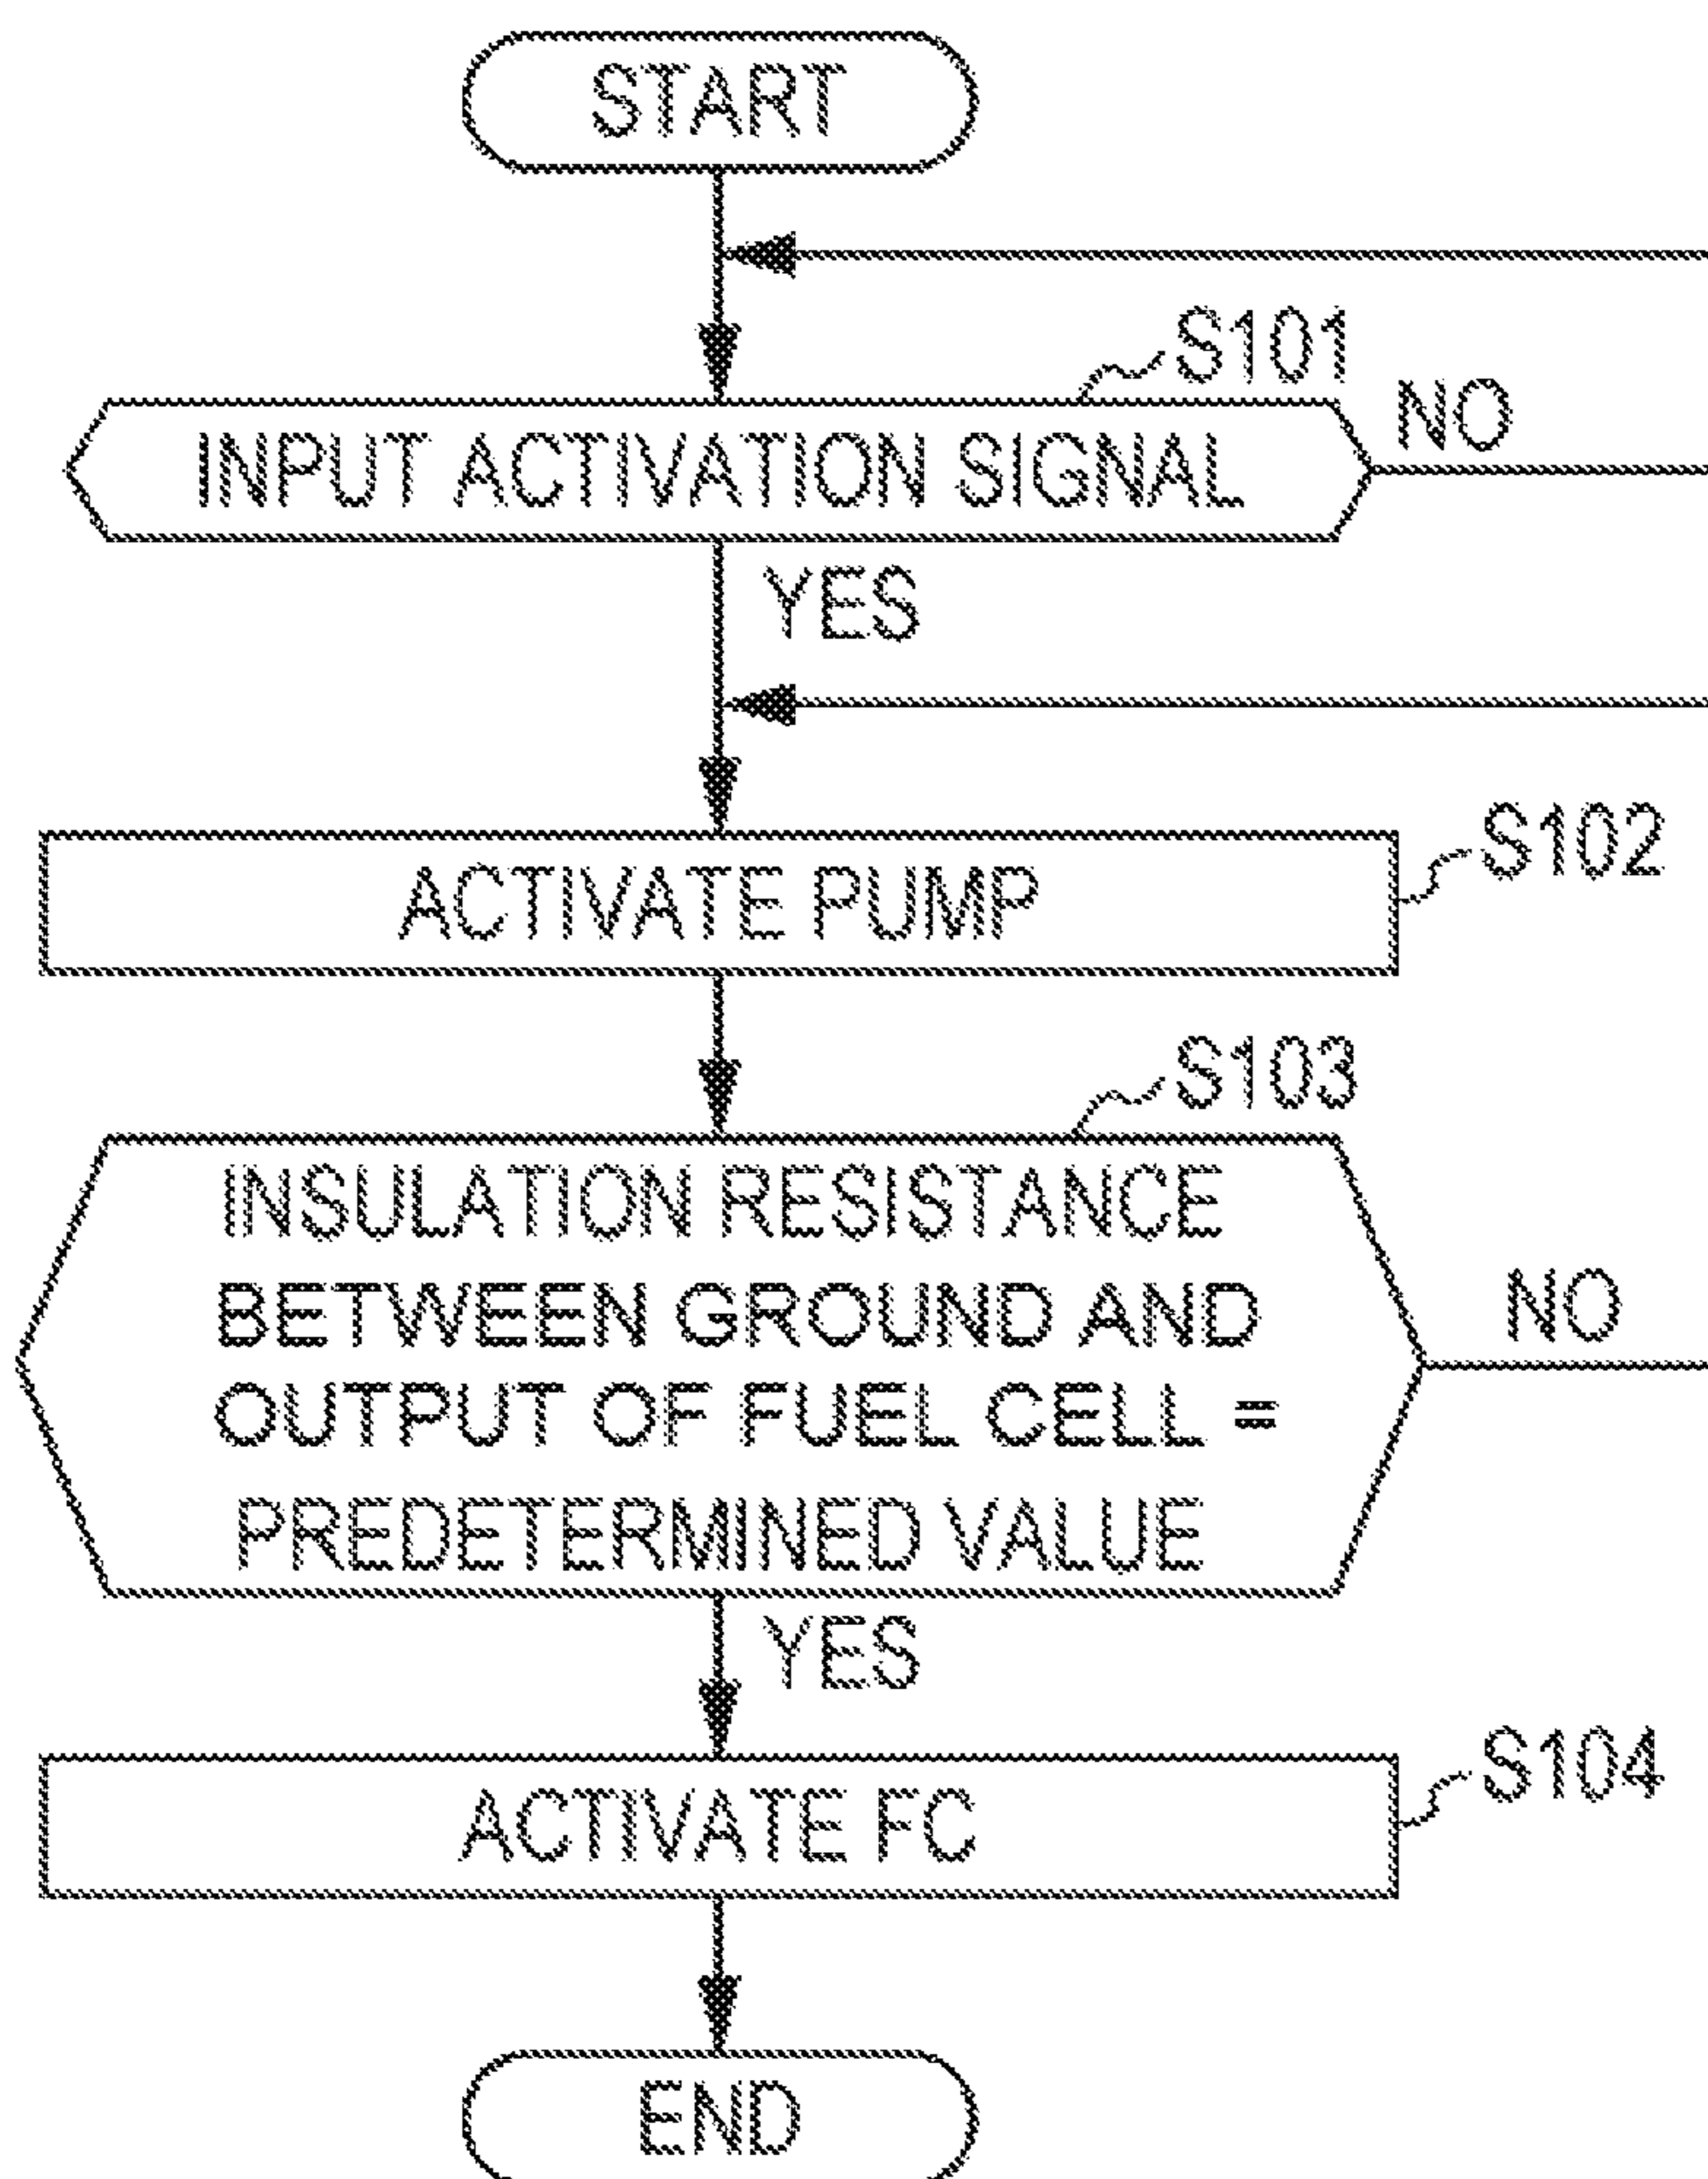 START
S101
INPUT ACTIVATION SIGNAL
NO
YES
S102
ACTIVATE PUMP
S103
INSULATION RESISTANCE
BETWEEN GROUND AND
OUTPUT OF FUEL CELL =
PREDETERMINED VALUE
NO
YES
S104
ACTIVATE FC
END